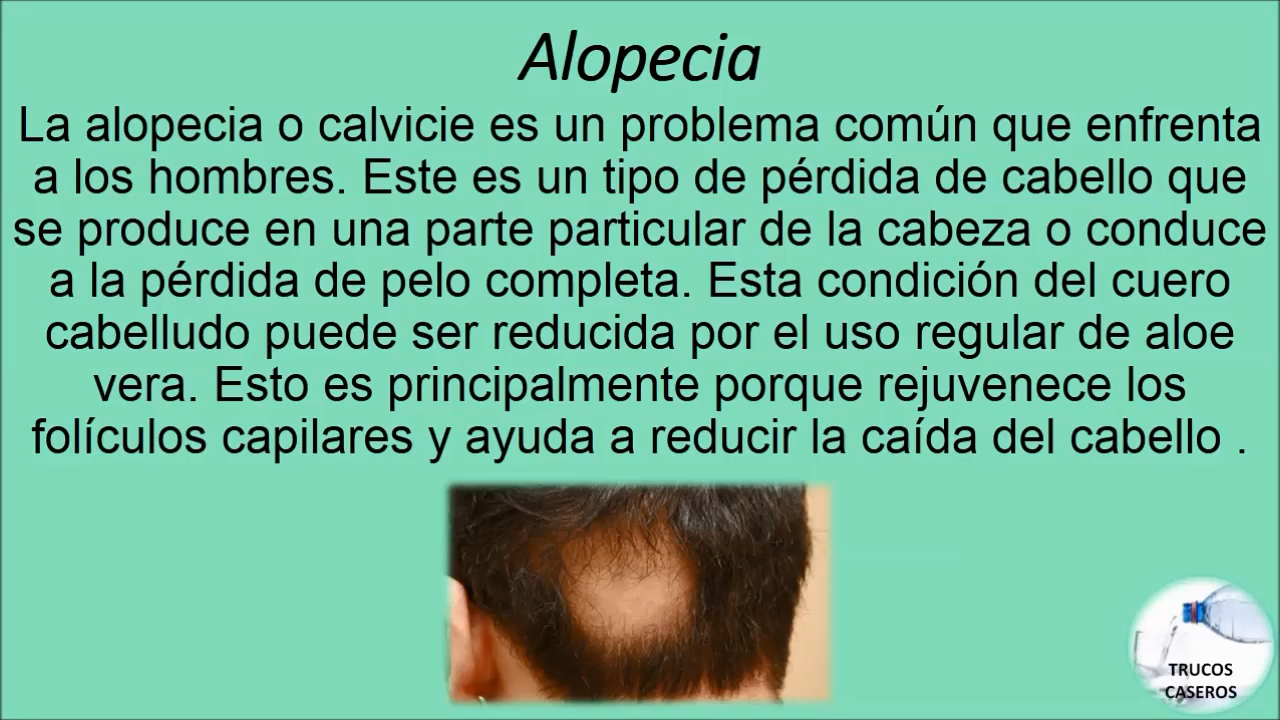 Alopecia
La alopecia o calvicie es un problema común que enfrenta
a los hombres. Este es un tipo de pérdida de cabello que
se produce en una parte particular de la cabeza o conduce
a la pérdida de pelo completa. Esta condición del cuero
cabelludo puede ser reducida por el uso regular de aloe
vera. Esto es principalmente porque rejuvenece los
folículos capilares y ayuda a reducir la caída del cabello .
TRUCOS
CASEROS